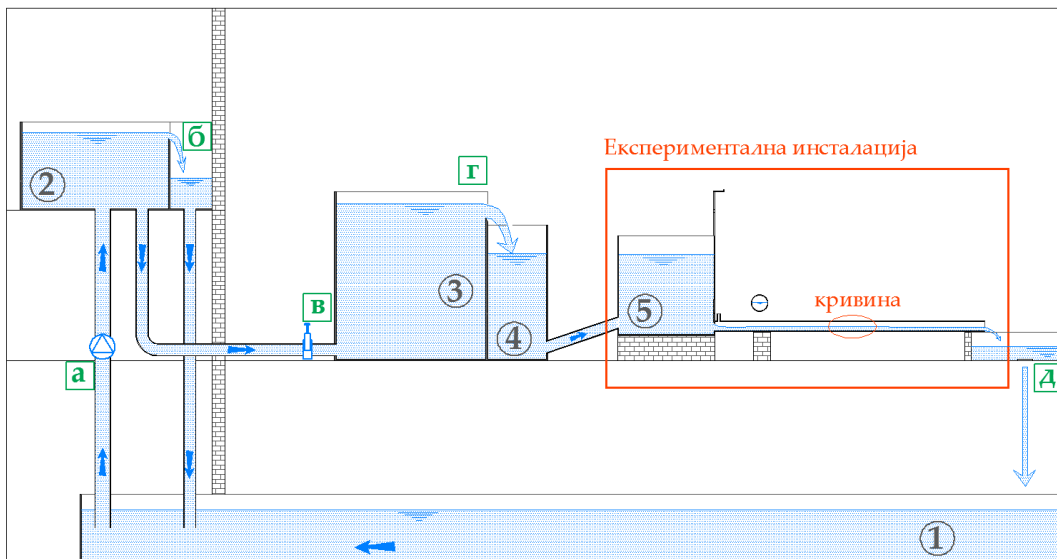 б
Експериментална инсталација
2
г
в
3
5
кривина
4
а
д
1